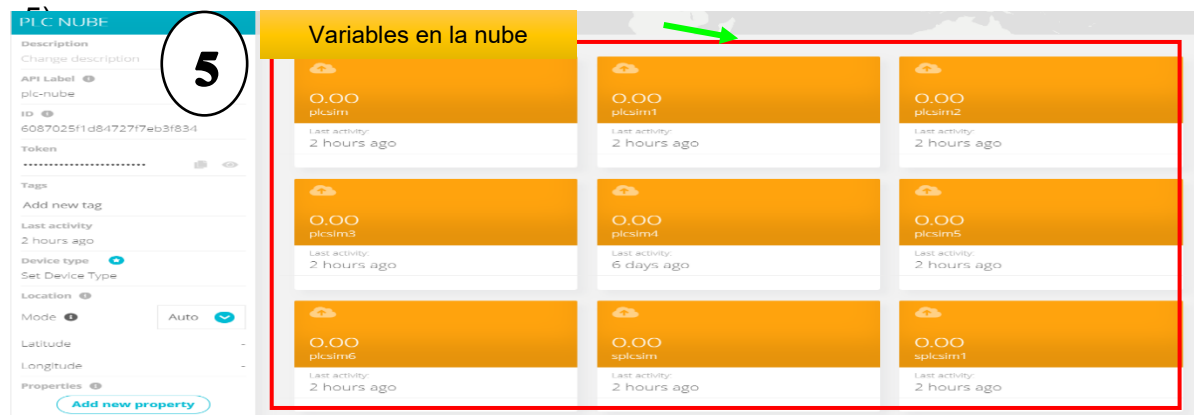 5)
PLC NUBE
Description
Change description
API Label
plc-nube
ID
6087025f1d84727f7eb3f834
Token
Tags
Add new tag
Last activity
2 hours ago
Device type
Set Device Type
Location
Mode
Auto
Latitude
-
Longitude
-
Properties
Add new property
5
Variables en la nube
0.00
plcsim
Last activity:
2 hours ago
0.00
plcsim1
Last activity:
2 hours ago
0.00
plcsim2
Last activity:
2 hours ago
0.00
plcsim3
Last activity:
2 hours ago
0.00
plcsim4
Last activity:
6 days ago
0.00
plcsim5
Last activity:
2 hours ago
0.00
plcsim6
Last activity:
2 hours ago
0.00
splcsim
Last activity:
2 hours ago
0.00
splcsim1
Last activity:
2 hours ago